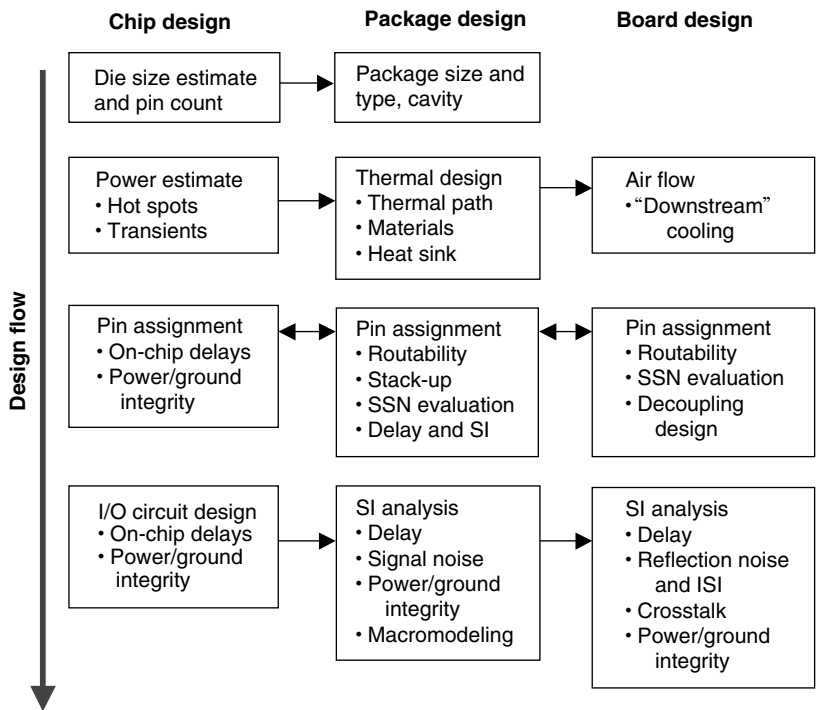 Chip design
Package design
Board design
Design flow
Die size estimate
and pin count
Package size and
type, cavity
Power estimate
• Hot spots
• Transients
Thermal design
• Thermal path
• Materials
• Heat sink
Air flow
• “Downstream”
cooling
Pin assignment
• On-chip delays
• Power/ground
integrity
Pin assignment
• Routability
• Stack-up
• SSN evaluation
• Delay and SI
Pin assignment
• Routability
• SSN evaluation
• Decoupling
design
I/O circuit design
• On-chip delays
• Power/ground
integrity
SI analysis
• Delay
• Signal noise
• Power/ground
integrity
• Macromodeling
SI analysis
• Delay
• Reflection noise
and ISI
• Crosstalk
• Power/ground
integrity